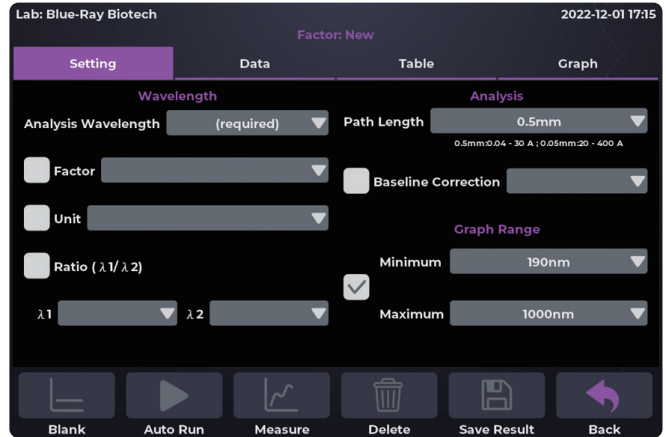 Lab: Blue-Ray Biotech
2022-12-01 17:15
Factor: New
Setting
Data
Table
Graph
Wavelength
Analysis Wavelength
(required)
Factor
Unit
Ratio (λ1/λ2)
λ1
λ2
Analysis
Path Length
0.5mm
0.5mm:0.04 - 30 A ; 0.05mm:20 - 400 A
Baseline Correction
Graph Range
Minimum
190nm
Maximum
1000nm
Blank
Auto Run
Measure
Delete
Save Result
Back